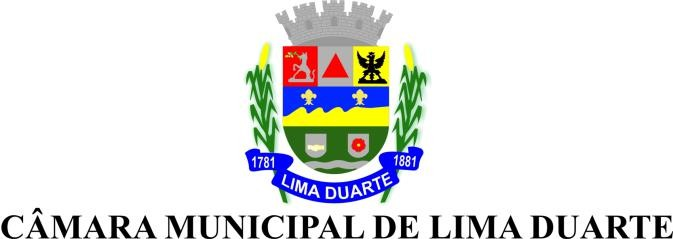 1781 1881
LIMA DUARTE
CÂMARA MUNICIPAL DE LIMA DUARTE